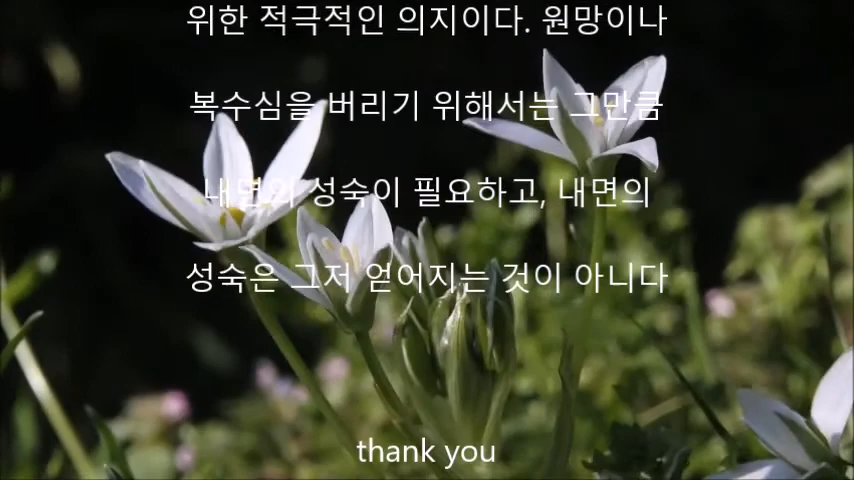 위한 적극적인 의지이다. 원망이나
복수심을 버리기 위해서는 그만큼
내면의 성숙이 필요하고, 내면의
성숙은 그저 얻어지는 것이 아니다
thank you